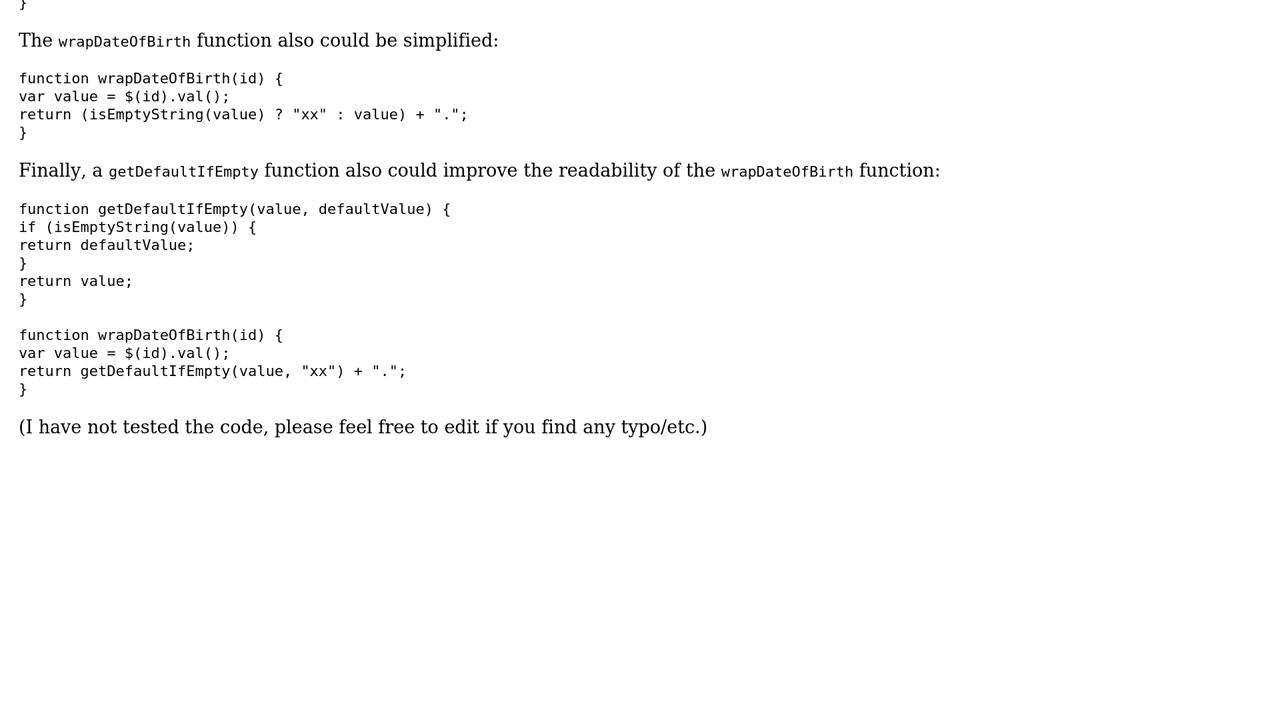 }
The wrapDateOfBirth function also could be simplified:
function wrapDateOfBirth(id) {
var value = $(id).val();
return (isEmptyString(value) ? "xx" : value) + ".";
}
Finally, a getDefaultIfEmpty function also could improve the readability of the wrapDateOfBirth function:
function getDefaultIfEmpty(value, defaultValue) {
if (isEmptyString(value)) {
return defaultValue;
}
return value;
}
function wrapDateOfBirth(id) {
var value = $(id).val();
return getDefaultIfEmpty(value, "xx") + ".";
}
(I have not tested the code, please feel free to edit if you find any typo/etc.)